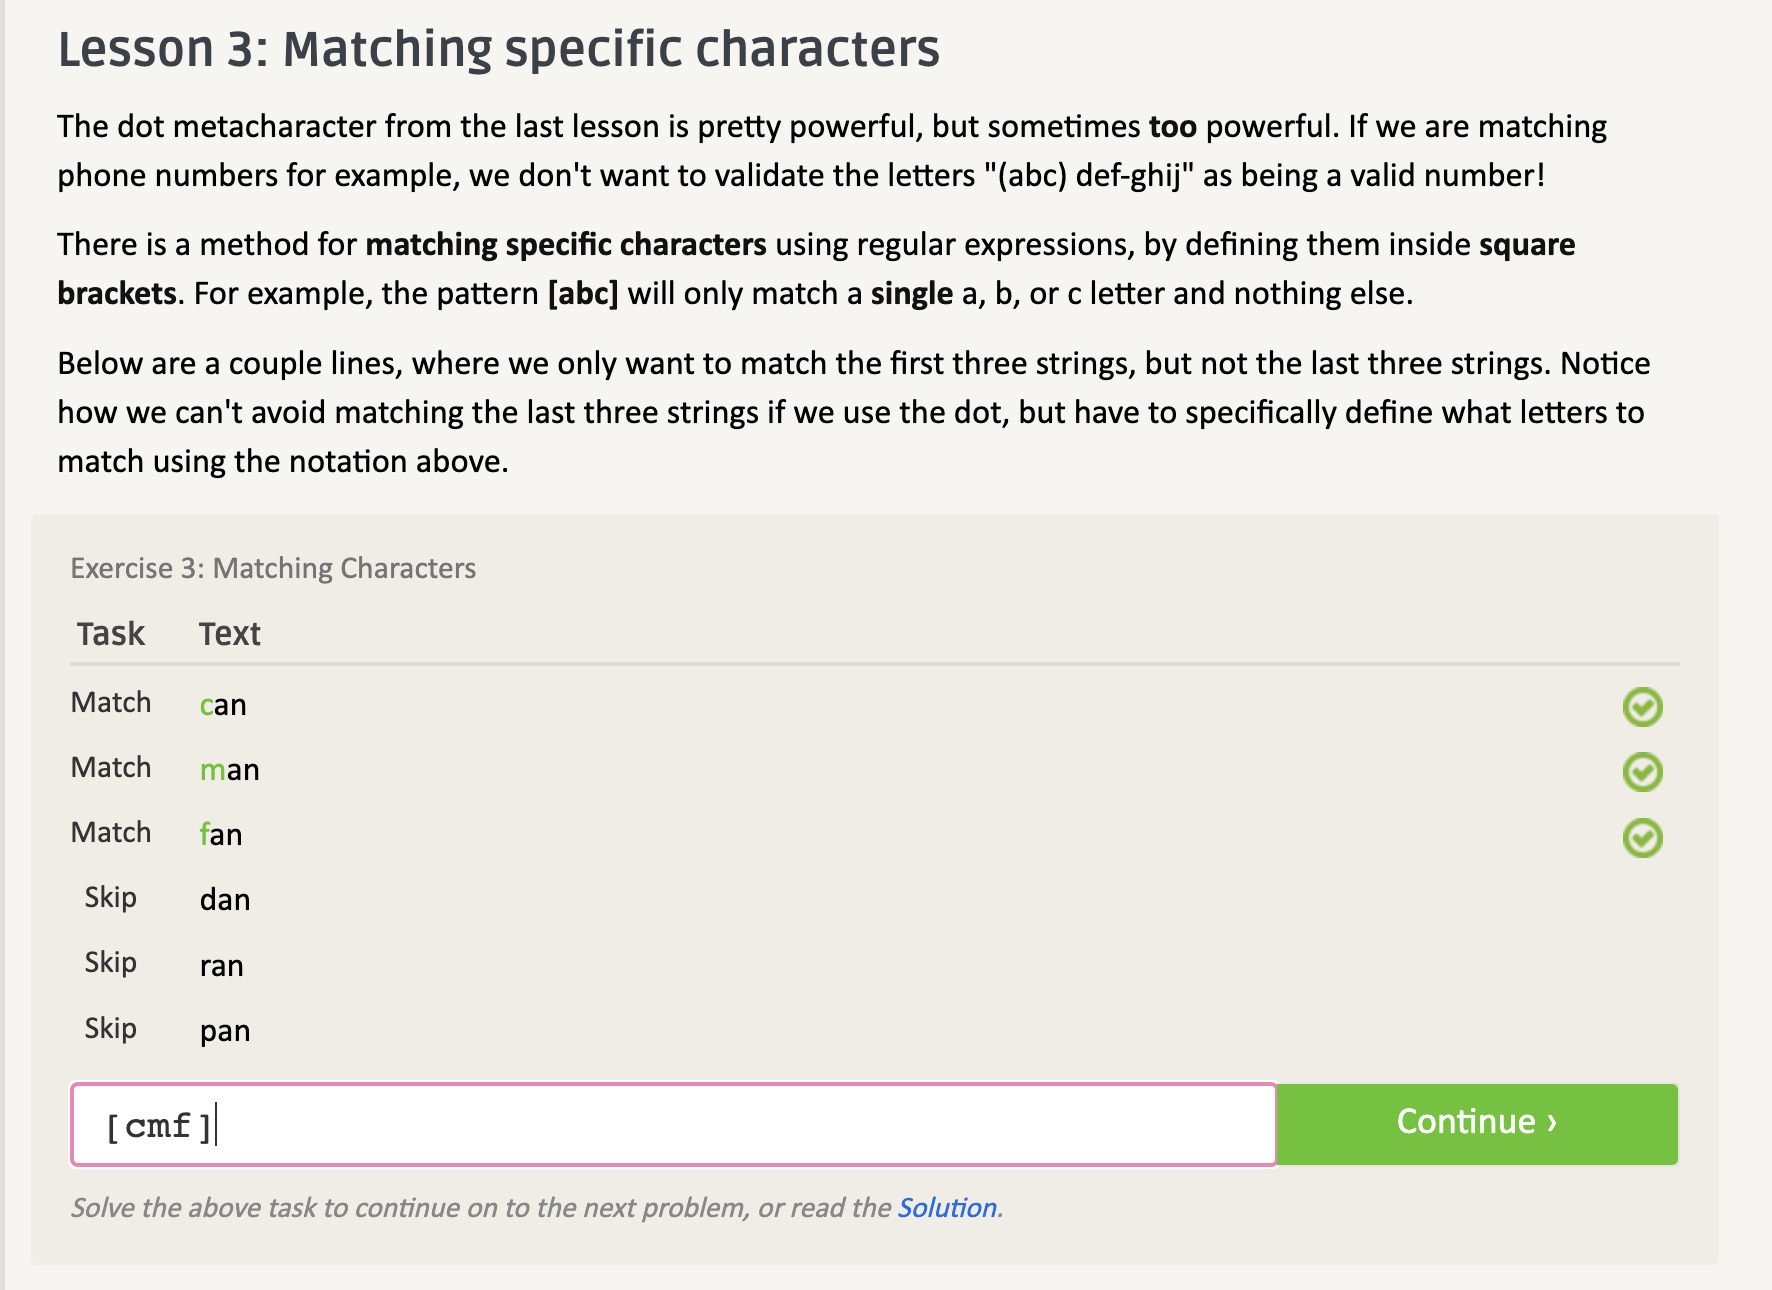 Lesson 3: Matching specific characters
The dot metacharacter from the last lesson is pretty powerful, but sometimes too powerful. If we are matching
phone numbers for example, we don't want to validate the letters "(abc) def-ghij" as being a valid number!
There is a method for matching specific characters using regular expressions, by defining them inside square
brackets. For example, the pattern [abc] will only match a single a, b, or c letter and nothing else.
Below are a couple lines, where we only want to match the first three strings, but not the last three strings. Notice
how we can't avoid matching the last three strings if we use the dot, but have to specifically define what letters to
match using the notation above.
Exercise 3: Matching Characters
Task Text
Match can
Match man
Match fan
Skip dan
Skip ran
Skip pan
[cmf] Continue ›
Solve the above task to continue on to the next problem, or read the Solution.